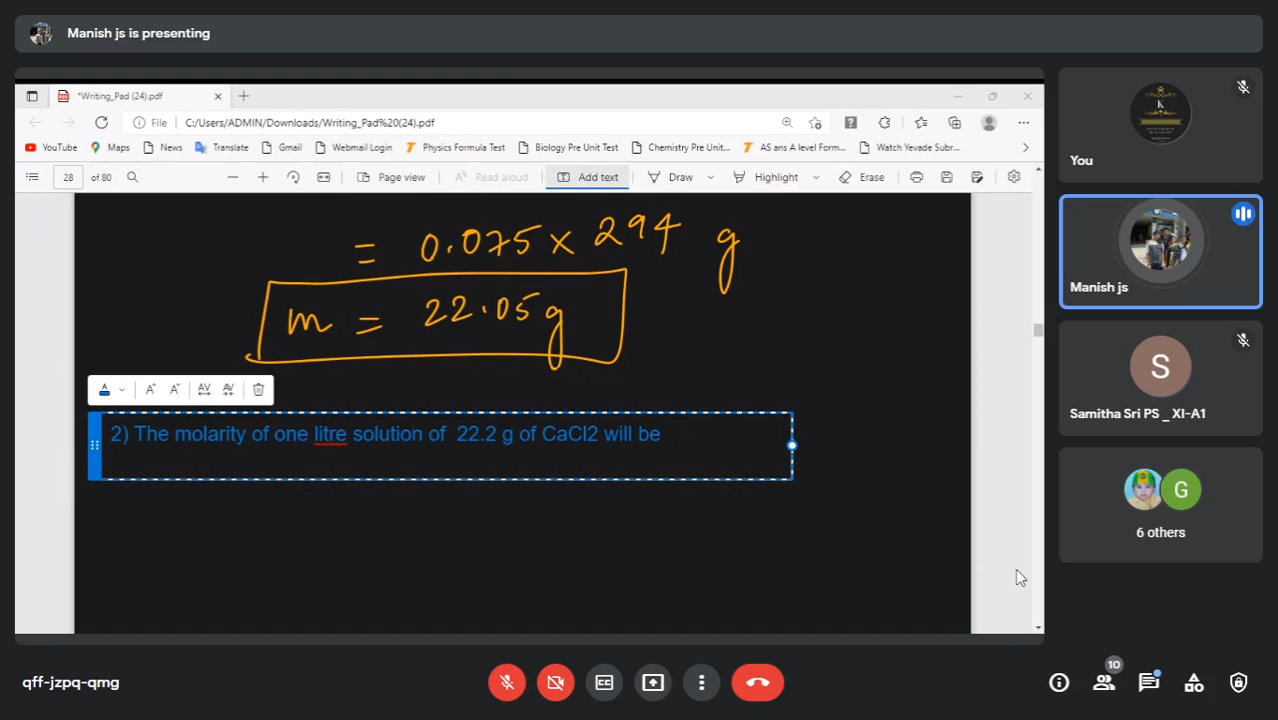 Manish js is presenting
*Writing_Pad (24).pdf
File C:/Users/ADMIN/Downloads/Writing_Pad%20(24).pdf
YouTube Maps News Translate Gmail Webmail Login Physics Formula Test Biology Pre Unit Test Chemistry Pre Unit... AS ans A level Form... Watch Yevade Subr...
28 of 80 Page view Read aloud Add text Draw Highlight Erase
= 0.075 x 294 g
m = 22.05g
2) The molarity of one litre solution of 22.2 g of CaCl2 will be
K
You
Manish js
S
Samitha Sri PS _ XI-A1
G
6 others
qff-jzpq-qmg
CC
10